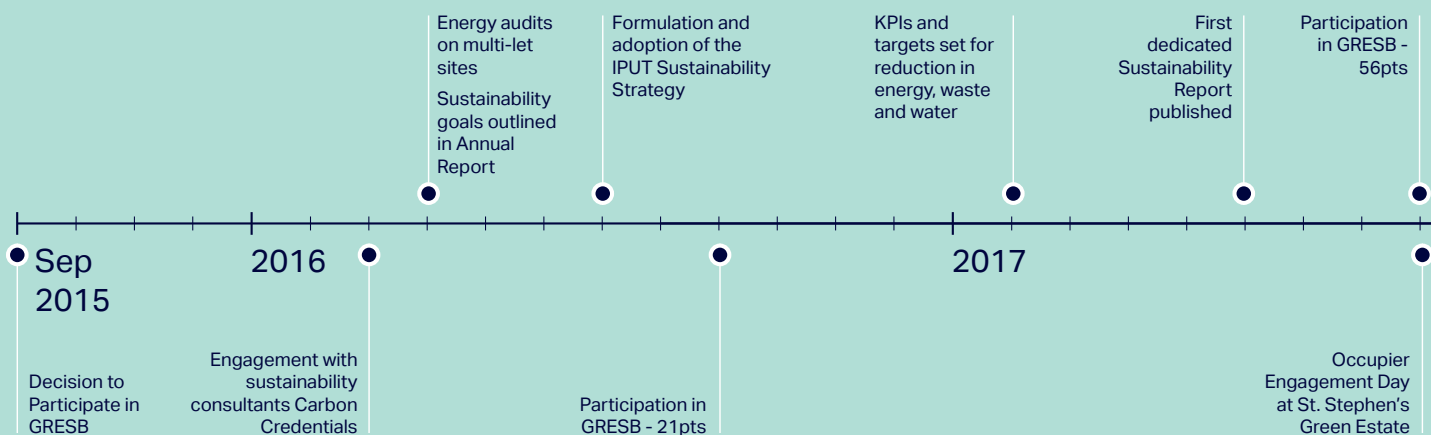 Energy audits
on multi-let
sites
Sustainability
goals outlined
in Annual
Report
Formulation and
adoption of the
IPUT Sustainability
Strategy
KPIs and
targets set for
reduction in
energy, waste
and water
First
dedicated
Sustainability
Report
published
Participation
in GRESB -
56pts
Sep
2015
2016
2017
Decision to
Participate in
GRESB
Engagement with
sustainability
consultants Carbon
Credentials
Participation in
GRESB - 21pts
Occupier
Engagement Day
at St. Stephen's
Green Estate